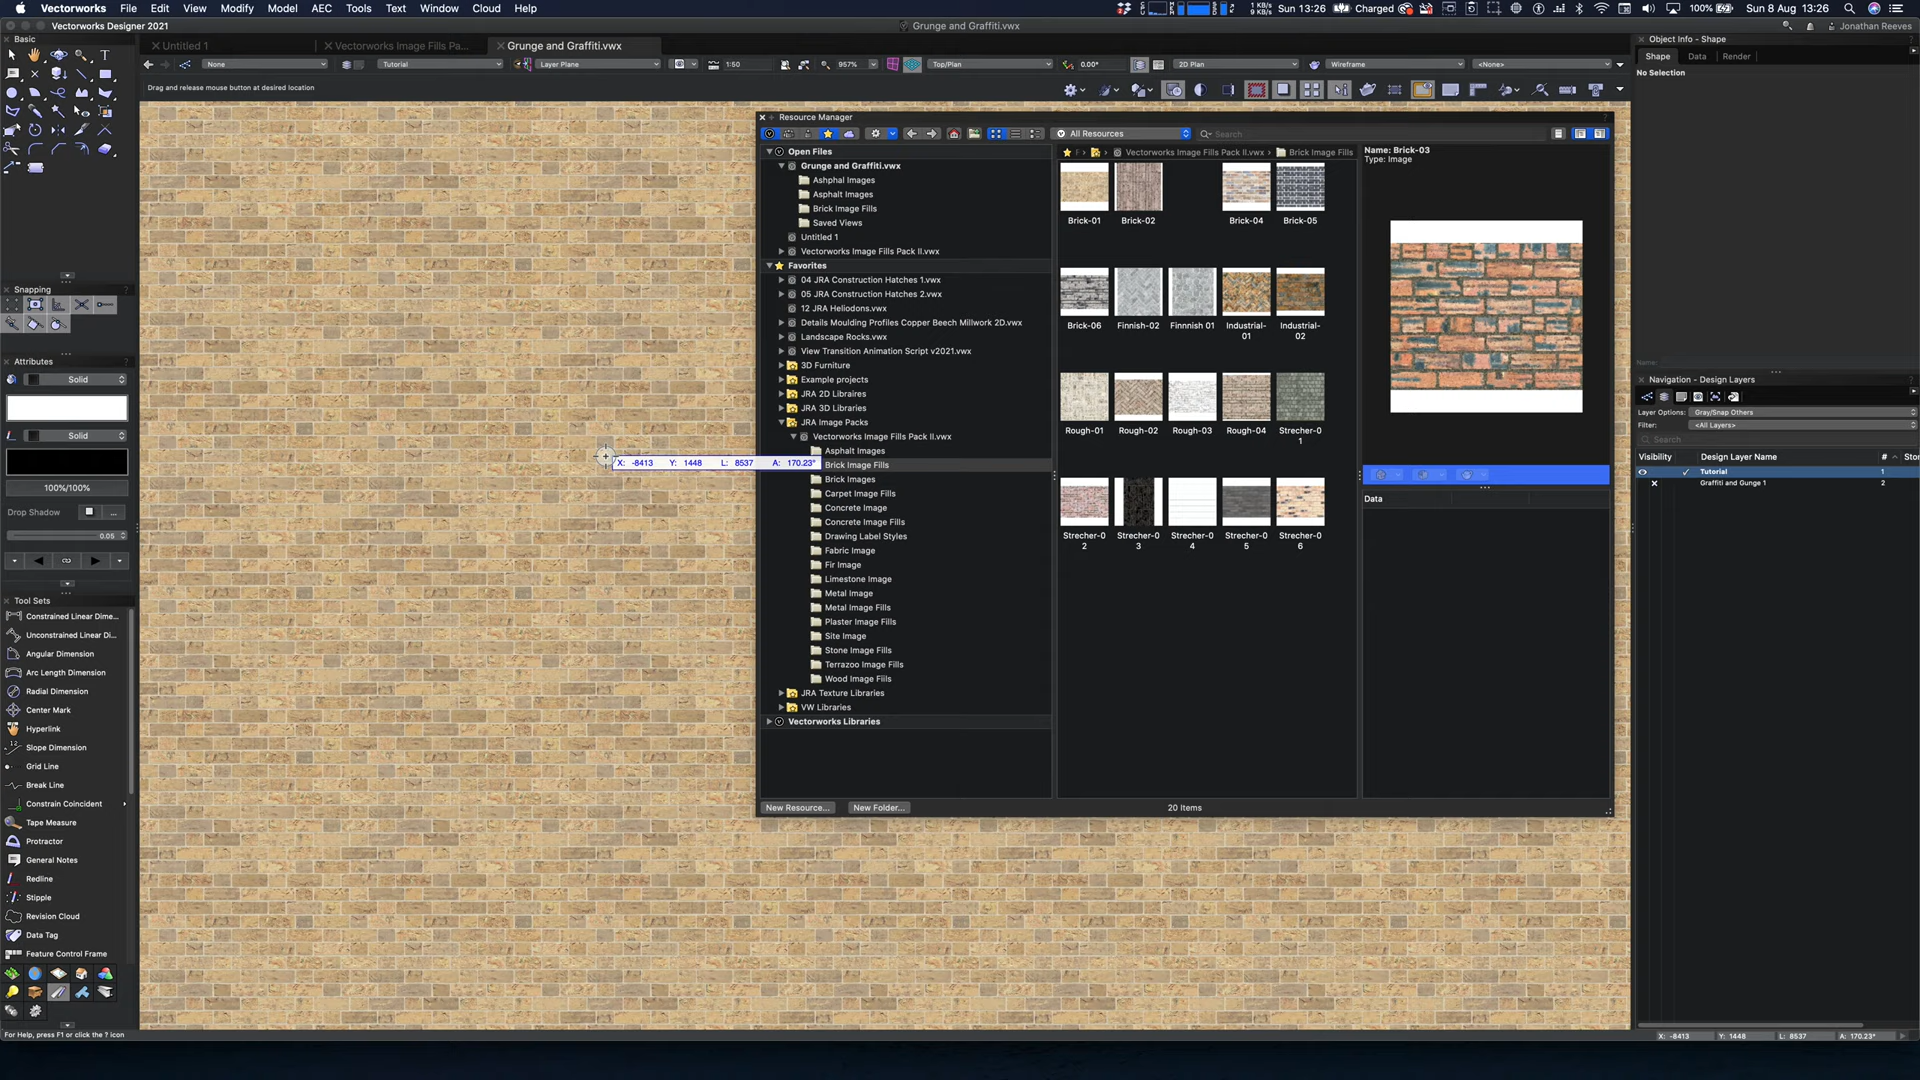 Vectorworks File Edit View Modify Model AEC Tools Text Window Cloud Help
1 KB/s
9 KB/s
Sun 13:26 Charged 100% Sun 8 Aug 13:26
Vectorworks Designer 2021 Grunge and Graffiti.vwx Jonathan Reeves
Basic
Untitled 1 Vectorworks Image Fills Pa... Grunge and Graffiti.vwx
None Tutorial Layer Plane 1:50 957% Top/Plan 0.00° 2D Plan Wireframe <None>
Drag and release mouse button at desired location
Snapping
Attributes
Solid
Solid
100%/100%
Drop Shadow ...
0.05
Tool Sets
Constrained Linear Dime...
Unconstrained Linear Di...
Angular Dimension
Arc Length Dimension
Radial Dimension
Center Mark
Hyperlink
Slope Dimension
Grid Line
Break Line
Constrain Coincident
Tape Measure
Protractor
General Notes
Redline
Stipple
Revision Cloud
Data Tag
Feature Control Frame
For Help, press F1 or click the ? icon
X: -8413 Y: 1448 L: 8537 A: 170.23°
Resource Manager
All Resources Search
Open Files
Grunge and Graffiti.vwx
Ashphal Images
Asphalt Images
Brick Image Fills
Saved Views
Untitled 1
Vectorworks Image Fills Pack II.vwx
Favorites
04 JRA Construction Hatches 1.vwx
05 JRA Construction Hatches 2.vwx
12 JRA Heliodons.vwx
Details Moulding Profiles Copper Beech Millwork 2D.vwx
Landscape Rocks.vwx
View Transition Animation Script v2021.vwx
3D Furniture
Example projects
JRA 2D Libraires
JRA 3D Libraries
JRA Image Packs
Vectorworks Image Fills Pack II.vwx
Asphalt Images
Brick Image Fills
Brick Images
Carpet Image Fills
Concrete Image
Concrete Image Fills
Drawing Label Styles
Fabric Image
Fir Image
Limestone Image
Metal Image
Metal Image Fills
Plaster Image Fills
Site Image
Stone Image Fills
Terrazoo Image Fills
Wood Image Fiils
JRA Texture Libraries
VW Libraries
Vectorworks Libraries
New Resource... New Folder...
F Vectorworks Image Fills Pack II.vwx Brick Image Fills
Brick-01 Brick-02 Brick-04 Brick-05
Brick-06 Finnish-02 Finnnish 01 Industrial-01 Industrial-02
Rough-01 Rough-02 Rough-03 Rough-04 Strecher-01
Strecher-02 Strecher-03 Strecher-04 Strecher-05 Strecher-06
20 Items
Name: Brick-03
Type: Image
Data
Object Info - Shape
Shape Data Render
No Selection
Name:
Navigation - Design Layers
Layer Options: Gray/Snap Others
Filter: <All Layers>
Search
Visibility Design Layer Name # Stor
Tutorial 1
Graffiti and Gunge 1 2
X: -8413 Y: 1448 L: 8537 A: 170.23°